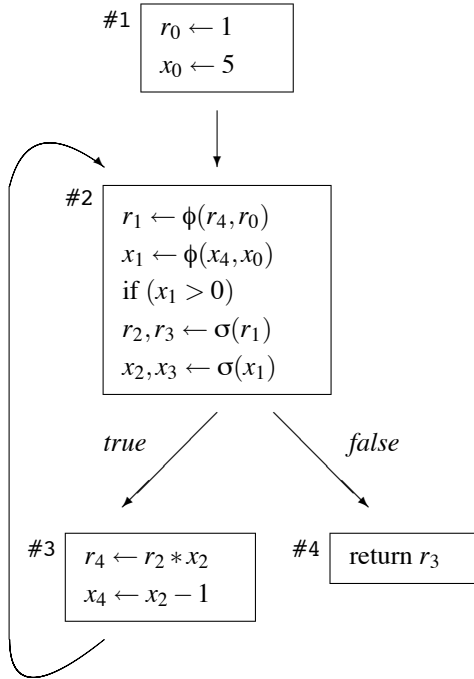 #1
r₀ ← 1
x₀ ← 5
#2
r₁ ← ϕ(r₄, r₀)
x₁ ← ϕ(x₄, x₀)
if (x₁ > 0)
r₂, r₃ ← σ(r₁)
x₂, x₃ ← σ(x₁)
true
false
#3
r₄ ← r₂ ∗ x₂
x₄ ← x₂ − 1
#4
return r₃